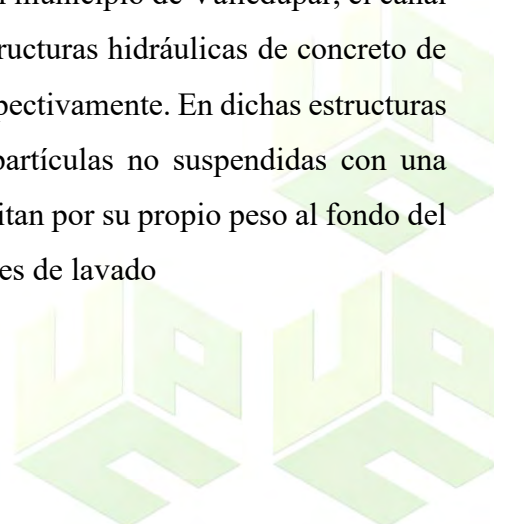 municipio de Valledupar, el canal
ructuras hidráulicas de concreto de
pectivamente. En dichas estructuras
partículas no suspendidas con una
itan por su propio peso al fondo del
es de lavado